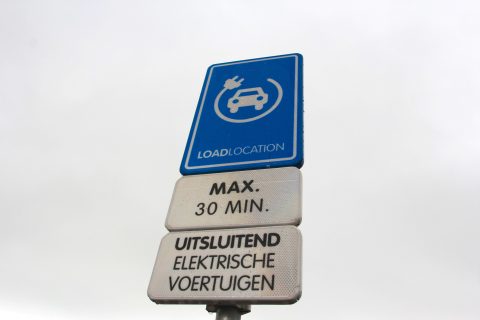 LOADLOCATION
MAX.
30 MIN.
UITSLUITEND
ELEKTRISCHE
VOERTUIGEN